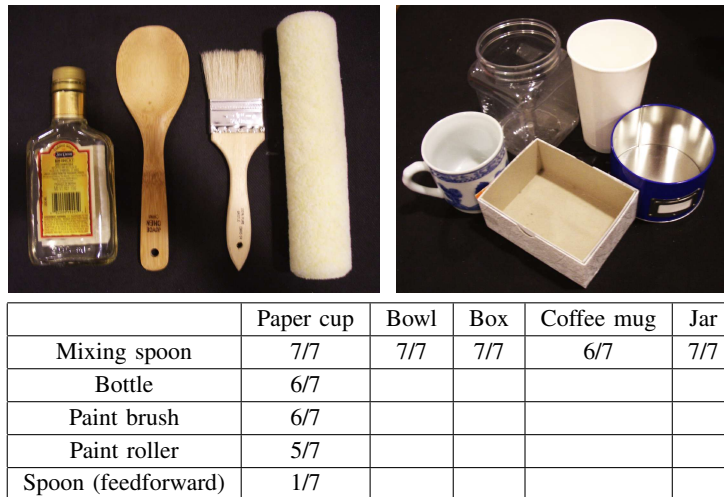 Paper cup Bowl Box Coffee mug Jar
Mixing spoon 7/7 7/7 7/7 6/7 7/7
Bottle 6/7
Paint brush 6/7
Paint roller 5/7
Spoon (feedforward) 1/7